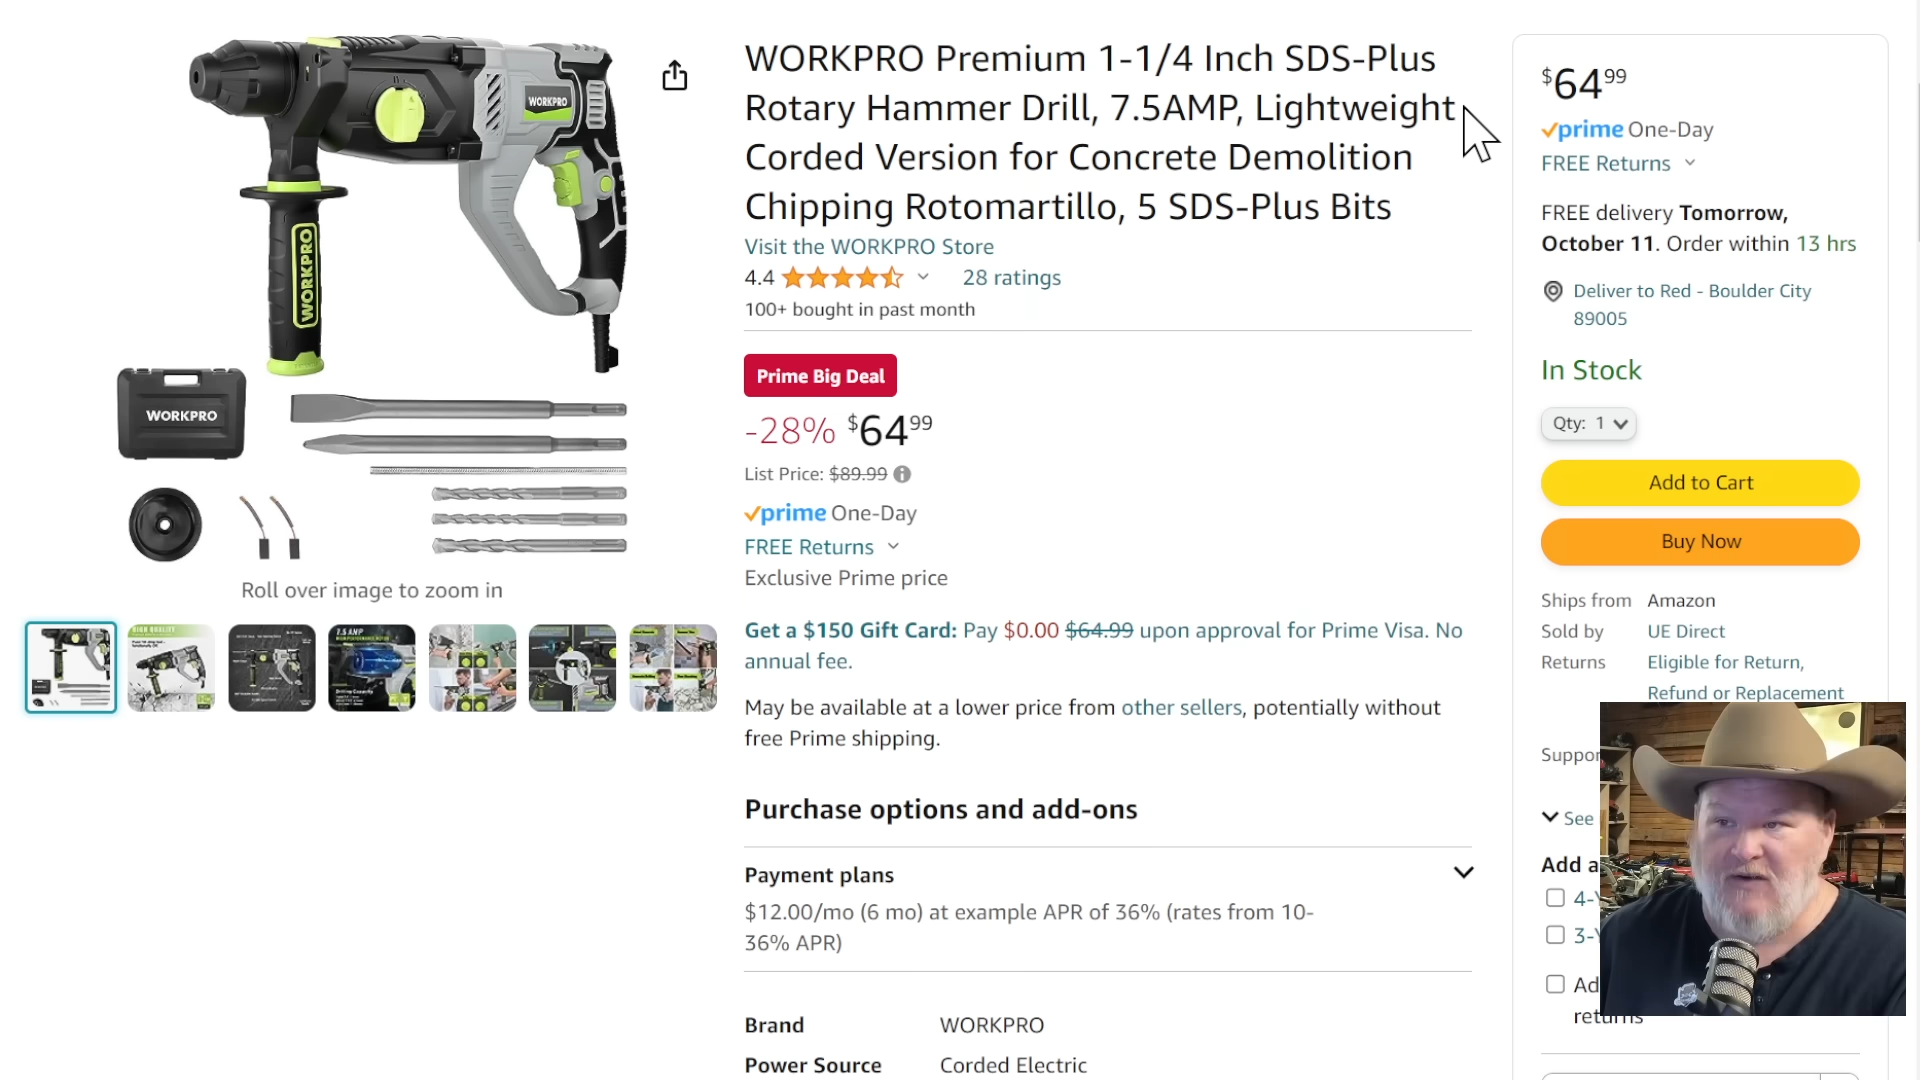 WORKPRO
WORKPRO
WORKPRO
Roll over image to zoom in
HIGH QUALITY
7.5 AMP
WORKPRO Premium 1-1/4 Inch SDS-Plus
Rotary Hammer Drill, 7.5AMP, Lightweight
Corded Version for Concrete Demolition
Chipping Rotomartillo, 5 SDS-Plus Bits
Visit the WORKPRO Store
4.4 28 ratings
100+ bought in past month
Prime Big Deal
-28% $64 99
List Price: $89.99
prime One-Day
FREE Returns
Exclusive Prime price
Get a $150 Gift Card: Pay $0.00 $64.99 upon approval for Prime Visa. No
annual fee.
May be available at a lower price from other sellers, potentially without
free Prime shipping.
Purchase options and add-ons
Payment plans
$12.00/mo (6 mo) at example APR of 36% (rates from 10-
36% APR)
Brand WORKPRO
Power Source Corded Electric
$64 99
prime One-Day
FREE Returns
FREE delivery Tomorrow,
October 11. Order within 13 hrs
Deliver to Red - Boulder City
89005
In Stock
Qty: 1
Add to Cart
Buy Now
Ships from Amazon
Sold by UE Direct
Returns Eligible for Return,
Refund or Replacement
See
returns